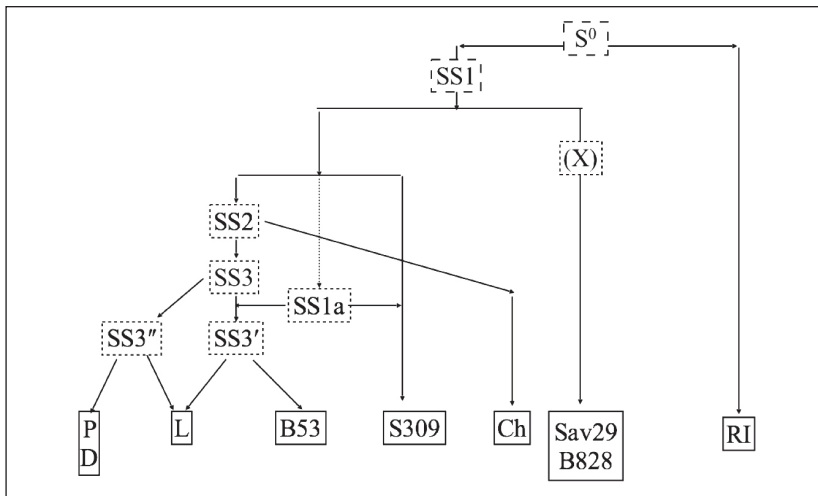 S⁰
SS1
(X)
SS2
SS3
SS1a
SS3″
SS3′
P
D
L
B53
S309
Ch
Sav29
B828
RI